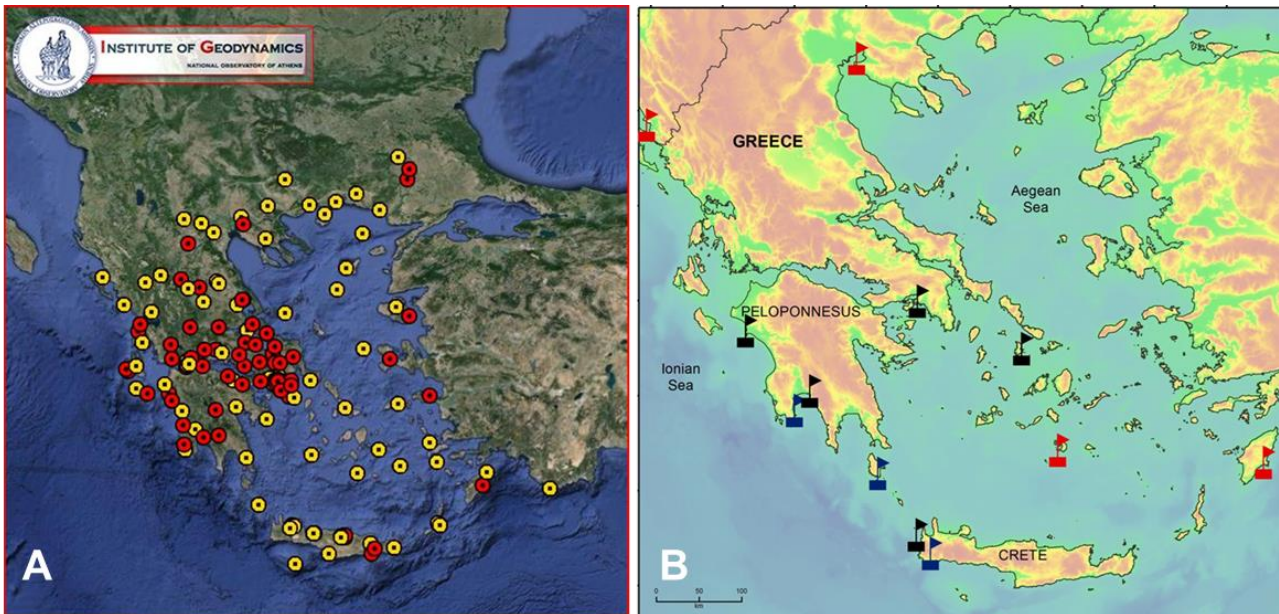 INSTITUTE OF GEODYNAMICS
NATIONAL OBSERVATORY OF ATHENS
A
GREECE
Aegean
Sea
PELOPONNESUS
Ionian
Sea
CRETE
B
0 50 100
km